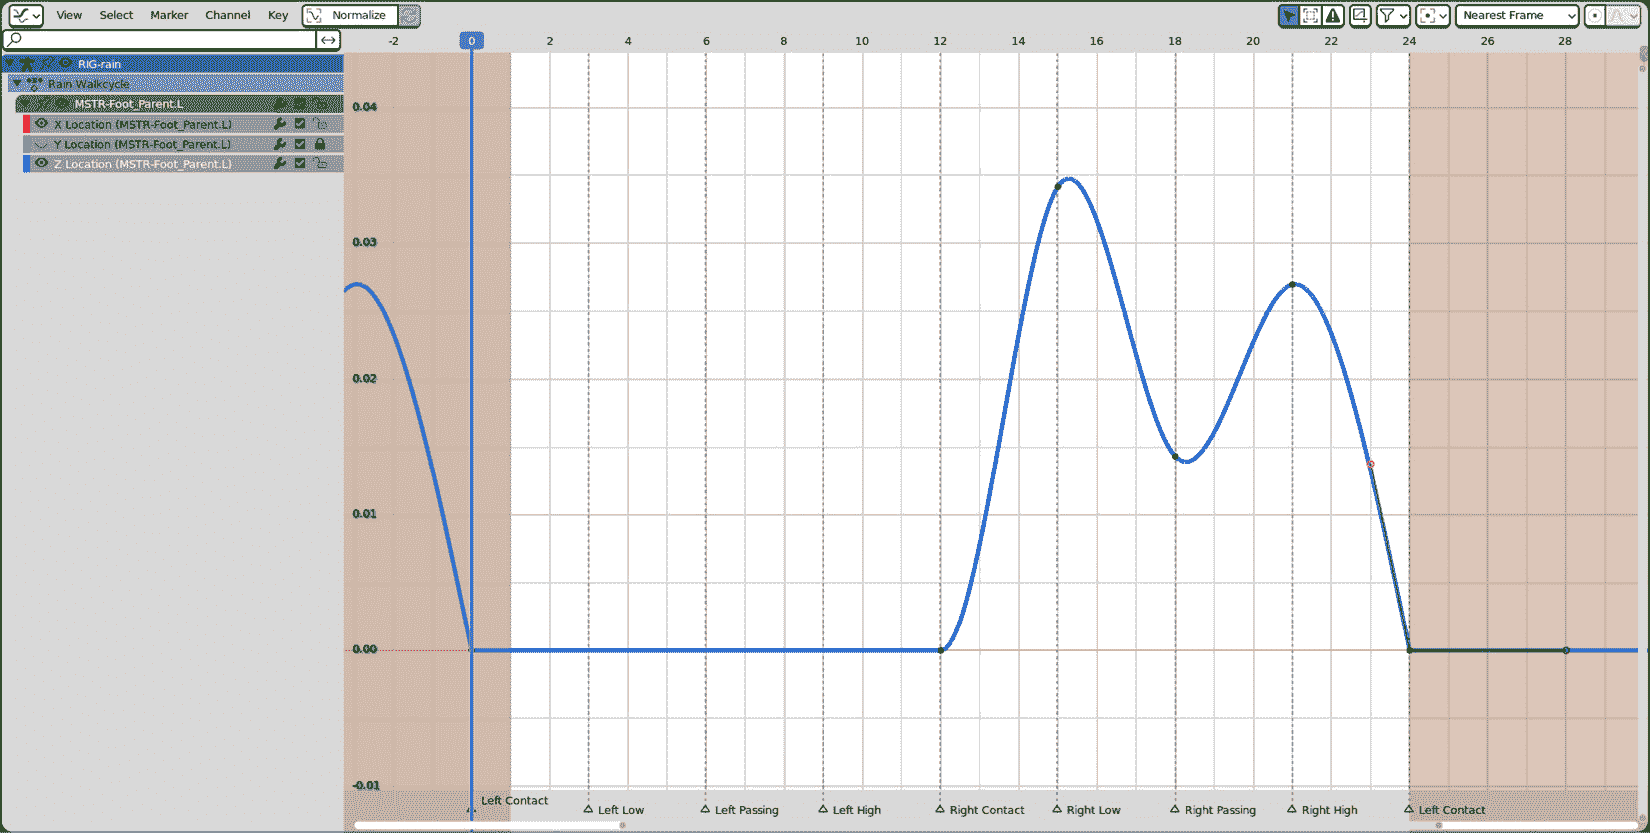 View Select Marker Channel Key Normalize Nearest Frame
-2 0 2 4 6 8 10 12 14 16 18 20 22 24 26 28
RIG-rain
Rain Walkcycle
MSTR-Foot_Parent.L
X Location (MSTR-Foot_Parent.L)
Y Location (MSTR-Foot_Parent.L)
Z Location (MSTR-Foot_Parent.L)
0.04
0.03
0.02
0.01
0.00
-0.01
Left Contact
Left Low Left Passing Left High Right Contact Right Low Right Passing Right High Left Contact